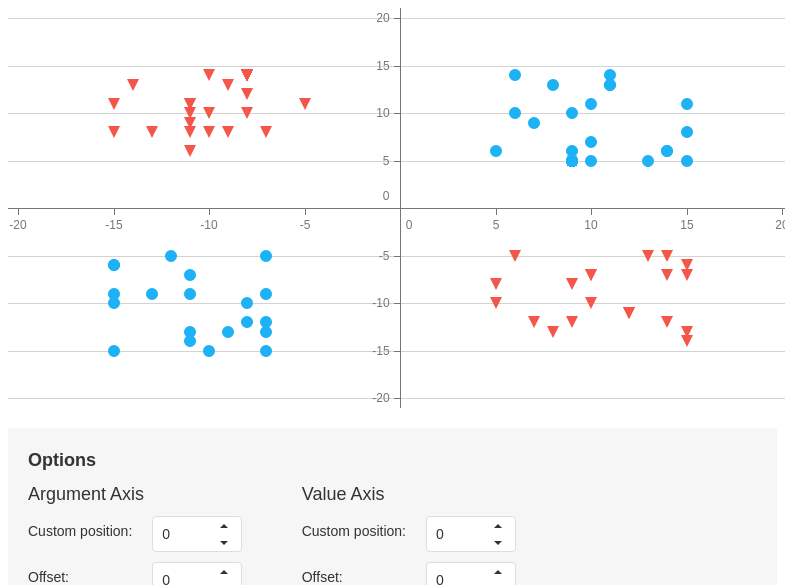 20
15
10
5
0
-20 -15 -10 -5 0 5 10 15 20
-5
-10
-15
-20
Options
Argument Axis Value Axis
Custom position: 0 Custom position: 0
Offset: 0 Offset: 0